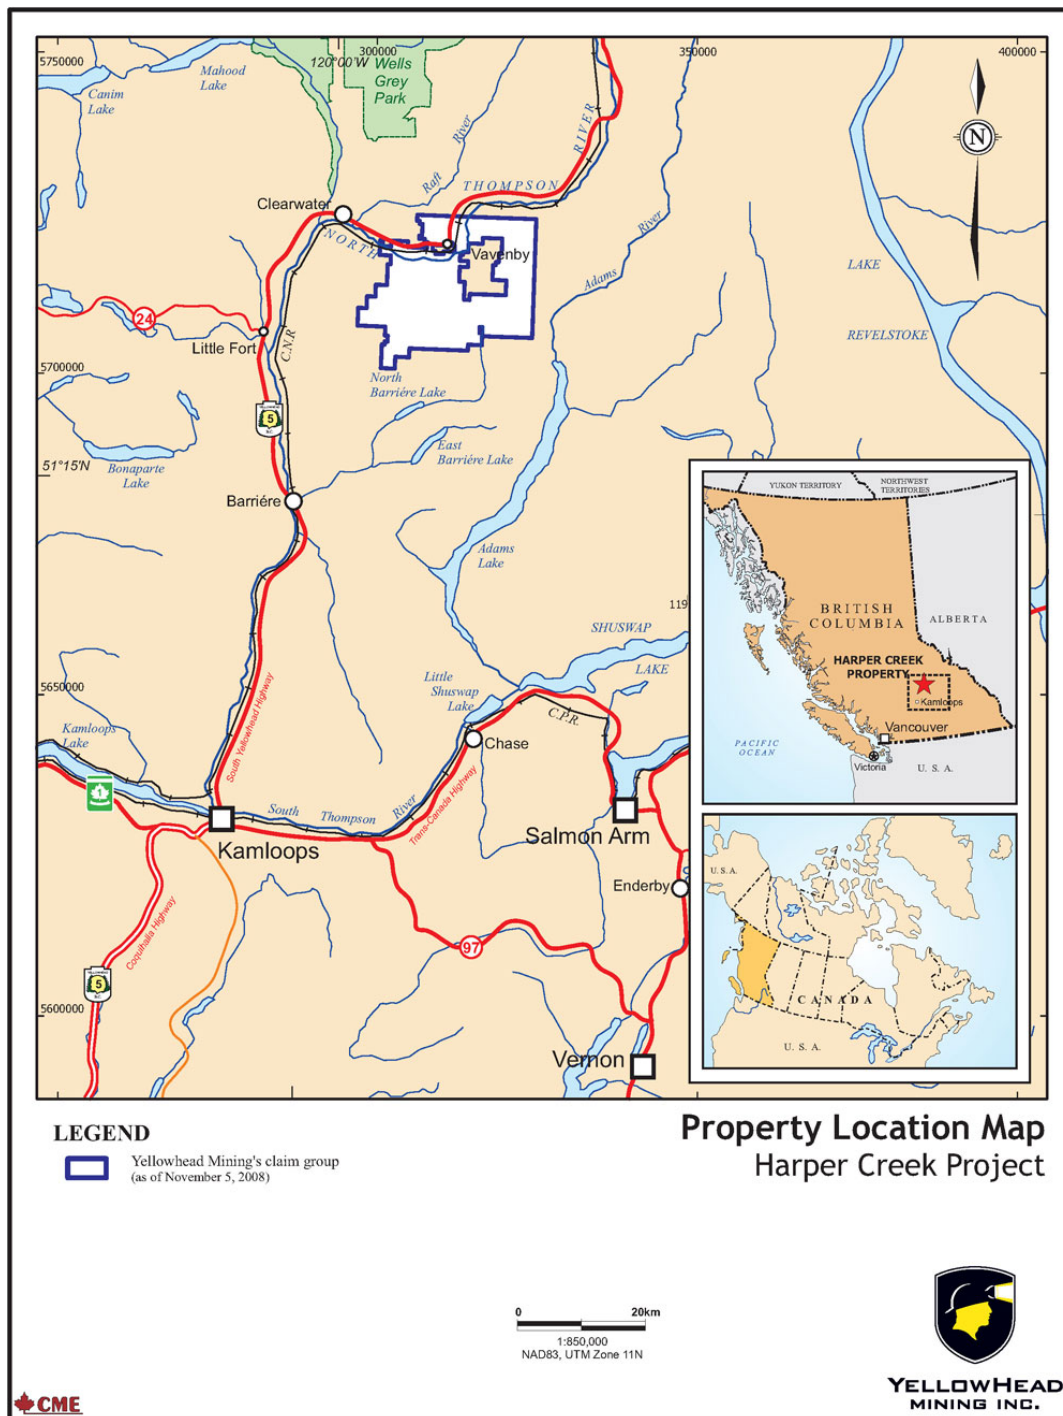 5750000
300000
350000
400000
120°00'W
Wells
Grey
Park
Mahood
Lake
Canim
Lake
Raft
River
RIVER
THOMPSON
N
Clearwater
NORTH
Vavenby
River
Adams
LAKE
REVELSTOKE
24
Little Fort
C.N.R
5700000
North
Barriére Lake
YELLOWHEAD
5
B.C.
East
Barriére Lake
51°15'N
Bonaparte
Lake
Barriére
Adams
Lake
119
SHUSWAP
LAKE
Little
Shuswap
Lake
5650000
South Yellowhead Highway
C.P.R.
Kamloops
Lake
Chase
1
South
Thompson
River
Trans-Canada Highway
Kamloops
Salmon Arm
Enderby
Coquihalla Highway
97
YELLOWHEAD
5
B.C.
5600000
Vernon
YUKON TERRITORY
NORTHWEST
TERRITORIES
BRITISH
COLUMBIA
ALBERTA
HARPER CREEK
PROPERTY
Kamloops
Vancouver
PACIFIC
OCEAN
Victoria
U. S. A.
U. S. A.
CANADA
U. S. A.
LEGEND
Yellowhead Mining's claim group
(as of November 5, 2008)
Property Location Map
Harper Creek Project
0 20km
1:850,000
NAD83, UTM Zone 11N
YELLOWHEAD
MINING INC.
CME